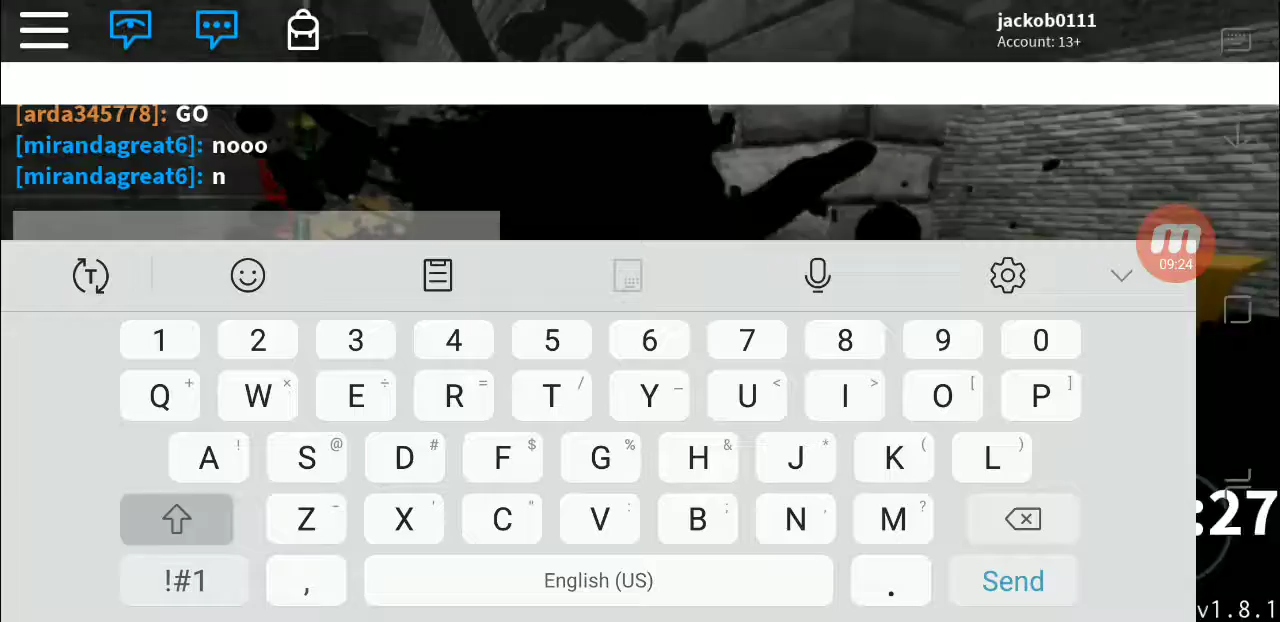 jackob0111
Account: 13+
[arda345778]: GO
[mirandagreat6]: nooo
[mirandagreat6]: n
09:24
1 2 3 4 5 6 7 8 9 0
Q + W × E ÷ R = T / Y _ U < I > O [ P ]
A ! S @ D # F $ G % H & J * K ( L )
Z - X ' C " V : B ; N , M ?
:27
!#1 , English (US) . Send
v1.8.1